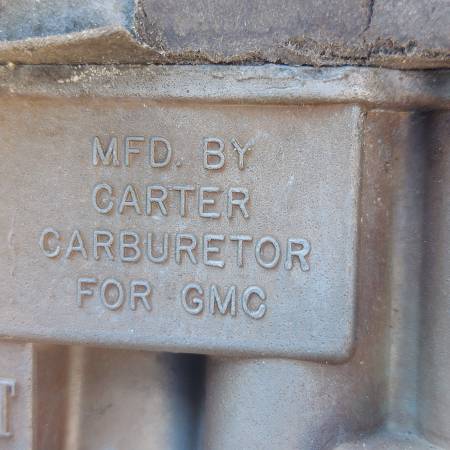 MFD. BY
CARTER
CARBURETOR
FOR GMC